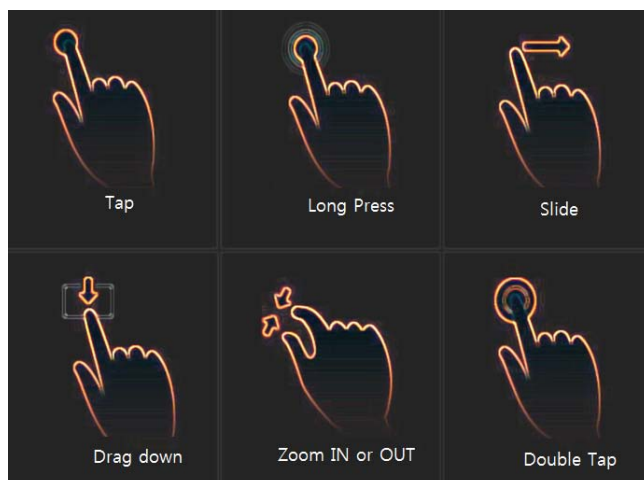 Tap
Long Press
Slide
Drag down
Zoom IN or OUT
Double Tap